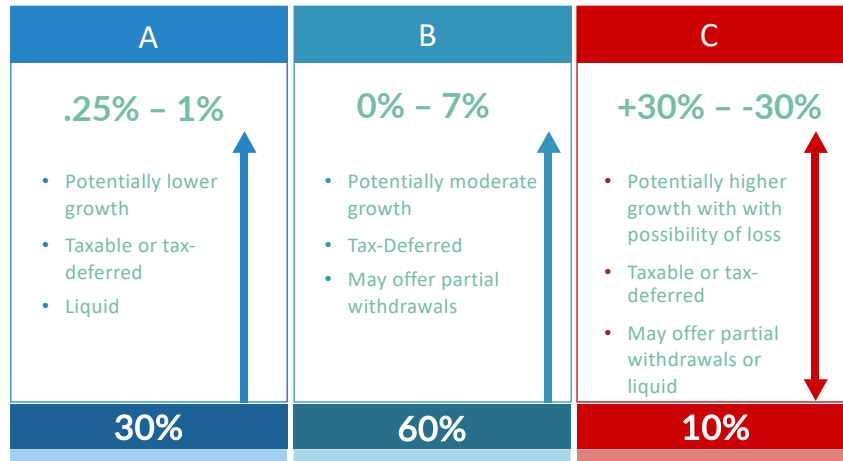 A
.25% – 1%
• Potentially lower
growth
• Taxable or tax-
deferred
• Liquid
30%
B
0% – 7%
• Potentially moderate
growth
• Tax-Deferred
• May offer partial
withdrawals
60%
C
+30% – -30%
• Potentially higher
growth with with
possibility of loss
• Taxable or tax-
deferred
• May offer partial
withdrawals or
liquid
10%